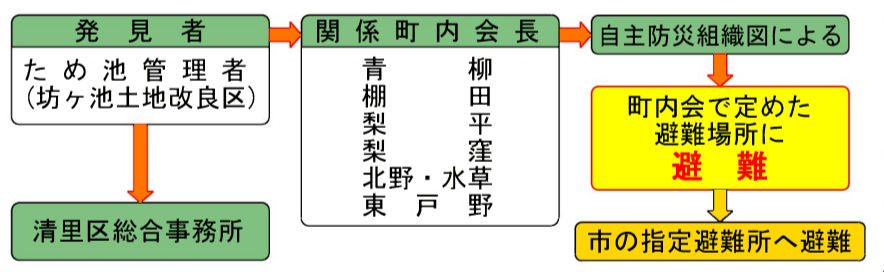 発見者
ため池管理者
（坊ヶ池土地改良区）
清里区総合事務所
関係町内会長
青柳
棚田
梨平
梨窪
北野・水草
東戸野
自主防災組織図による
町内会で定めた
避難場所に
避難
市の指定避難所へ避難